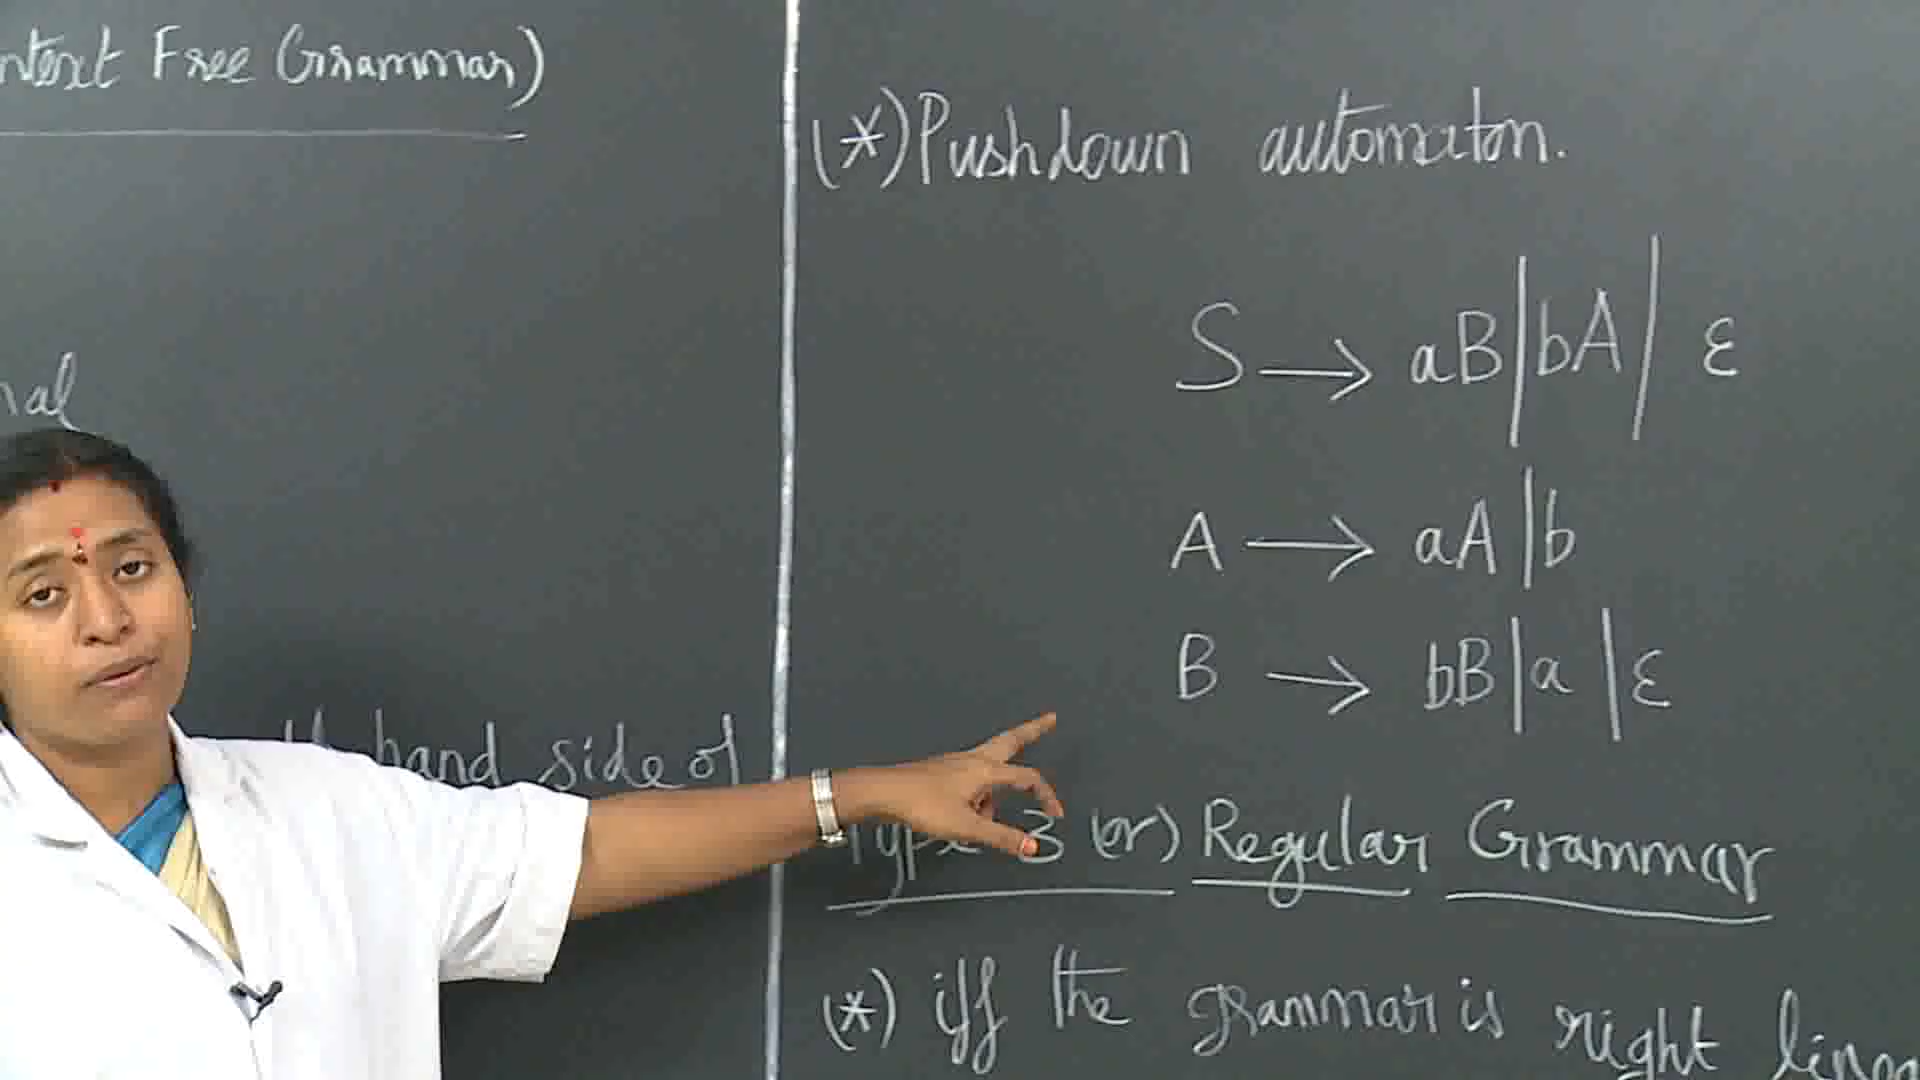 ntext Free Grammar)
nal
hand side of
(*) Pushdown automaton.
S → aB | bA | ε
A → aA | b
B → bB | a | ε
Type 3 (or) Regular Grammar
(*) iff the grammar is right linea